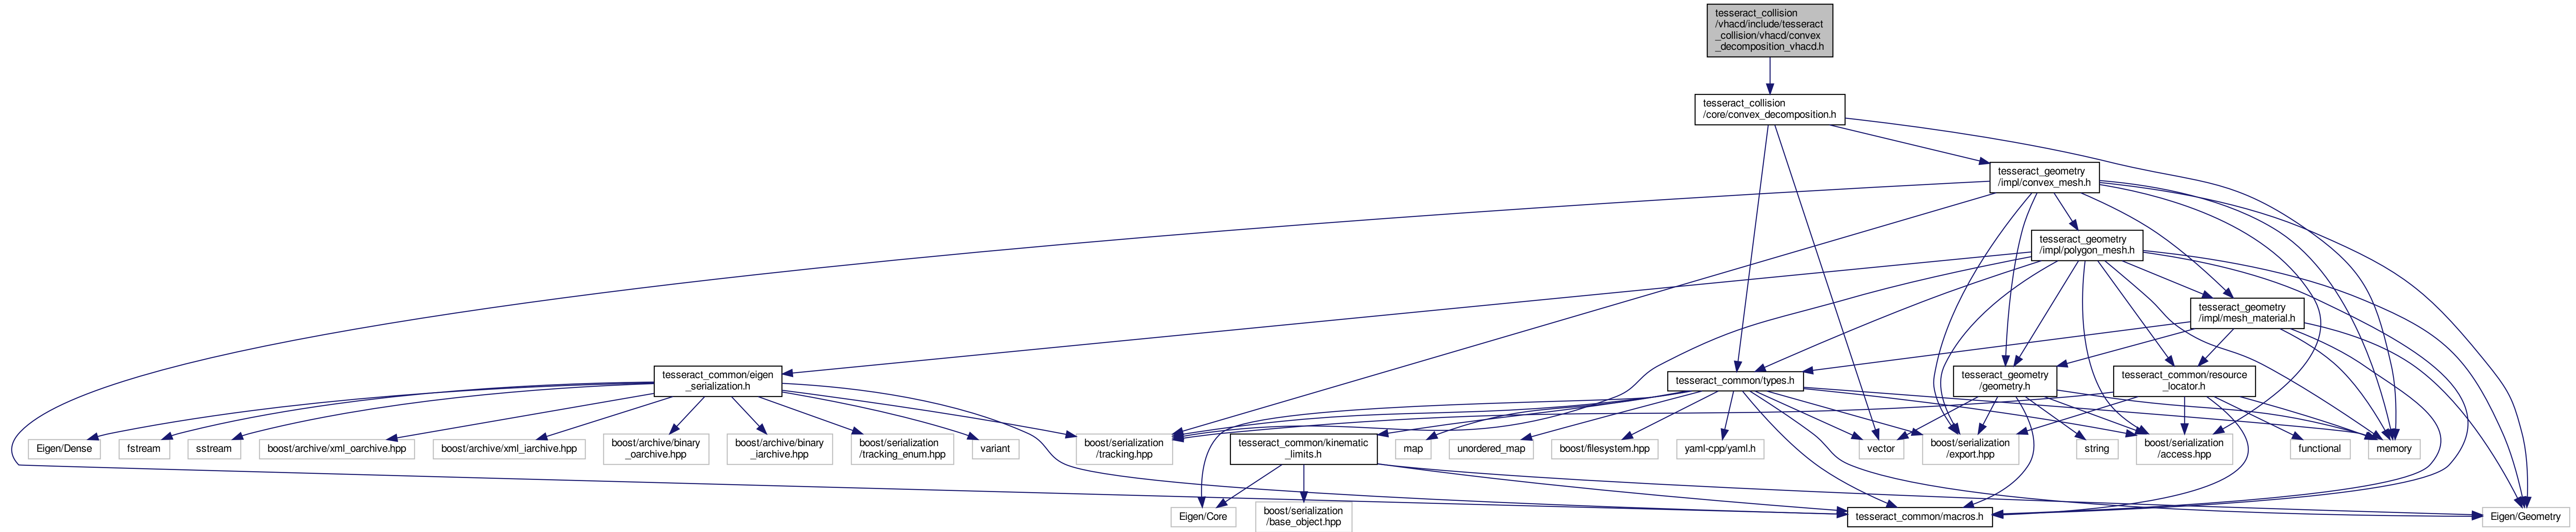 tesseract_collision
/vhacd/include/tesseract
_collision/vhacd/convex
_decomposition_vhacd.h
tesseract_collision
/core/convex_decomposition.h
tesseract_geometry
/impl/convex_mesh.h
tesseract_geometry
/impl/polygon_mesh.h
tesseract_geometry
/impl/mesh_material.h
tesseract_common/eigen
_serialization.h
tesseract_common/types.h
tesseract_geometry
/geometry.h
tesseract_common/resource
_locator.h
Eigen/Dense
fstream
sstream
boost/archive/xml_oarchive.hpp
boost/archive/xml_iarchive.hpp
boost/archive/binary
_oarchive.hpp
boost/archive/binary
_iarchive.hpp
boost/serialization
/tracking_enum.hpp
variant
boost/serialization
/tracking.hpp
tesseract_common/kinematic
_limits.h
map
unordered_map
boost/filesystem.hpp
yaml-cpp/yaml.h
vector
boost/serialization
/export.hpp
string
boost/serialization
/access.hpp
functional
memory
Eigen/Core
boost/serialization
/base_object.hpp
tesseract_common/macros.h
Eigen/Geometry